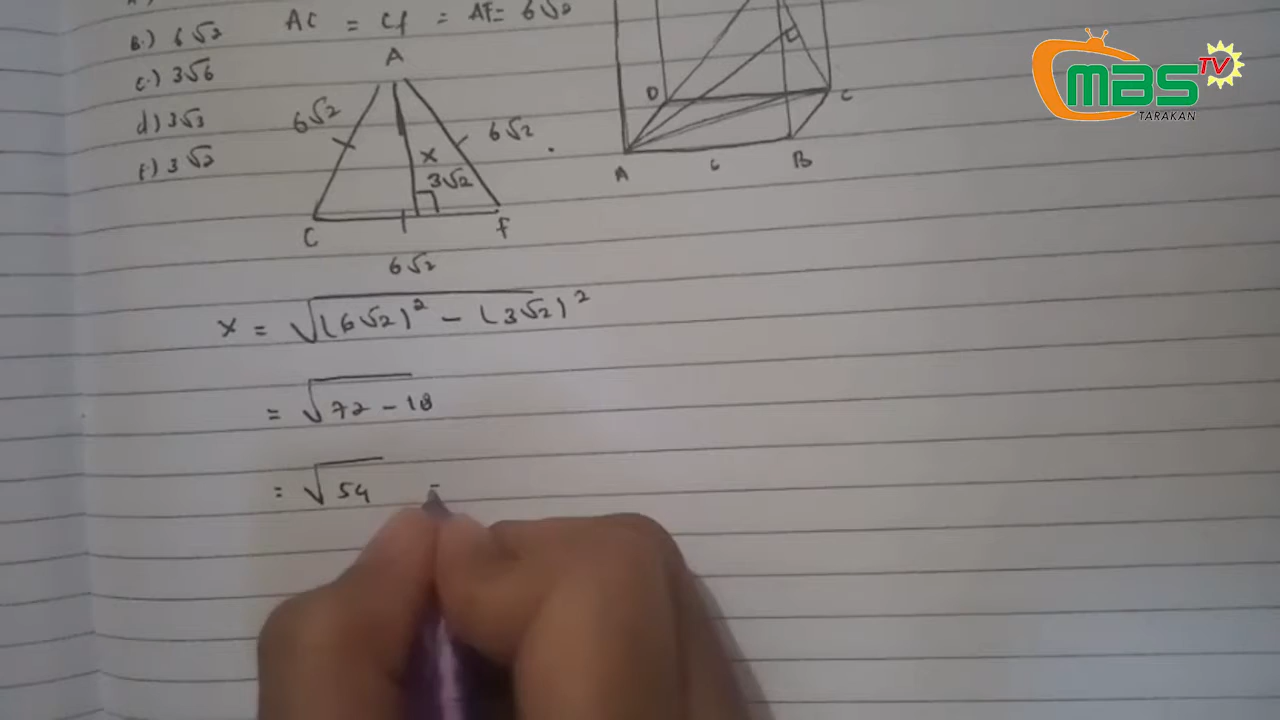 B.) 6√2 AC = Cf = AF = 6√2
c.) 3√6
d.) 3√3
E.) 3√2
A
6√2
6√2
x
3√2
C
F
6√2
D
C
A
6
B
x = √(6√2)² - (3√2)²
= √72 - 18
= √54 =
MBS TV
TARAKAN